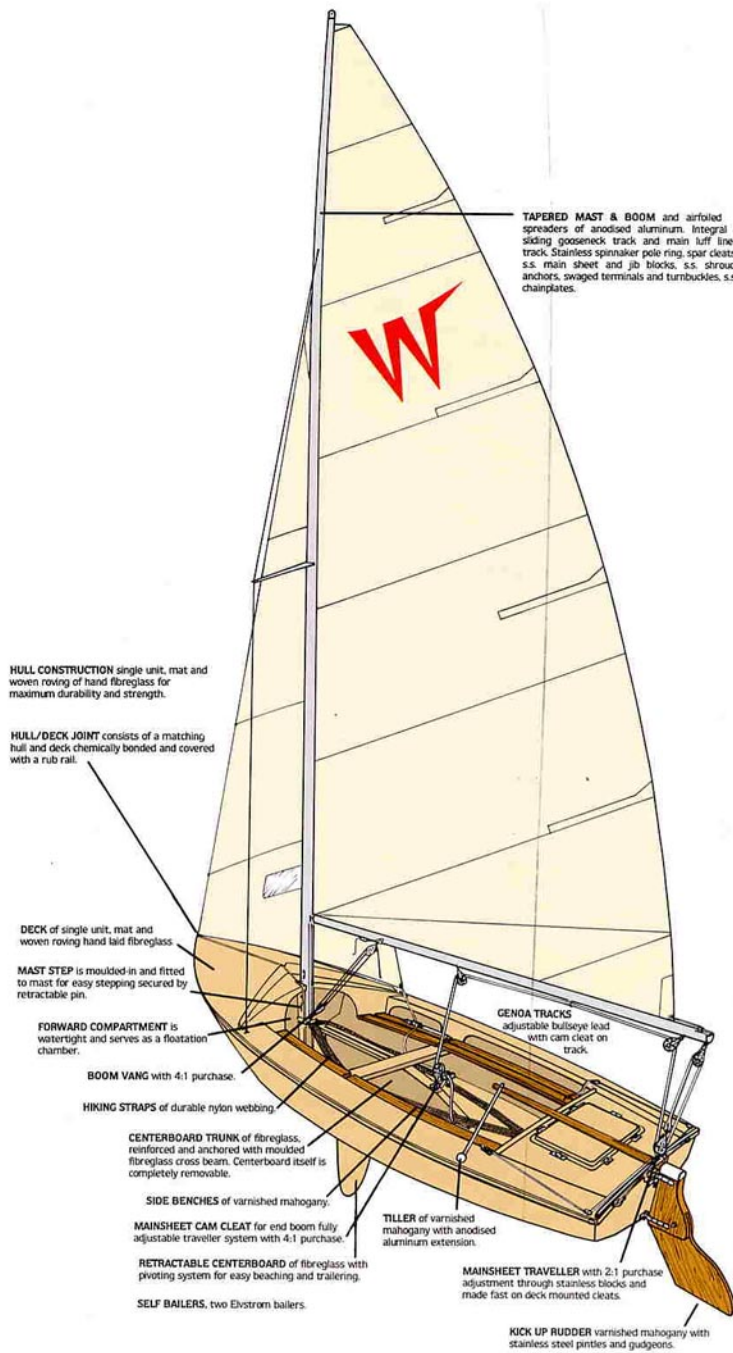 W
TAPERED MAST & BOOM and airfoiled
spreaders of anodised aluminum. Integral
sliding gooseneck track and main luff line
track. Stainless spinnaker pole ring, spar cleats
s.s. main sheet and jib blocks, s.s. shroud
anchors, swaged terminals and turnbuckles, s.s
chainplates.
HULL CONSTRUCTION single unit, mat and
woven roving of hand fibreglass for
maximum durability and strength.
HULL/DECK JOINT consists of a matching
hull and deck chemically bonded and covered
with a rub rail.
DECK of single unit, mat and
woven roving hand laid fibreglass
MAST STEP is moulded-in and fitted
to mast for easy stepping secured by
retractable pin.
FORWARD COMPARTMENT is
watertight and serves as a floatation
chamber.
BOOM VANG with 4:1 purchase.
HIKING STRAPS of durable nylon webbing.
CENTERBOARD TRUNK of fibreglass,
reinforced and anchored with moulded
fibreglass cross beam. Centerboard itself is
completely removable.
SIDE BENCHES of varnished mahogany.
MAINSHEET CAM CLEAT for end boom fully
adjustable traveller system with 4:1 purchase.
RETRACTABLE CENTERBOARD of fibreglass with
pivoting system for easy beaching and trailering.
SELF BAILERS, two Elvstrom bailers.
GENOA TRACKS
adjustable bullseye lead
with cam cleat on
track.
TILLER of varnished
mahogany with anodised
aluminum extension.
MAINSHEET TRAVELLER with 2:1 purchase
adjustment through stainless blocks and
made fast on deck mounted cleats.
KICK UP RUDDER varnished mahogany with
stainless steel pintles and gudgeons.